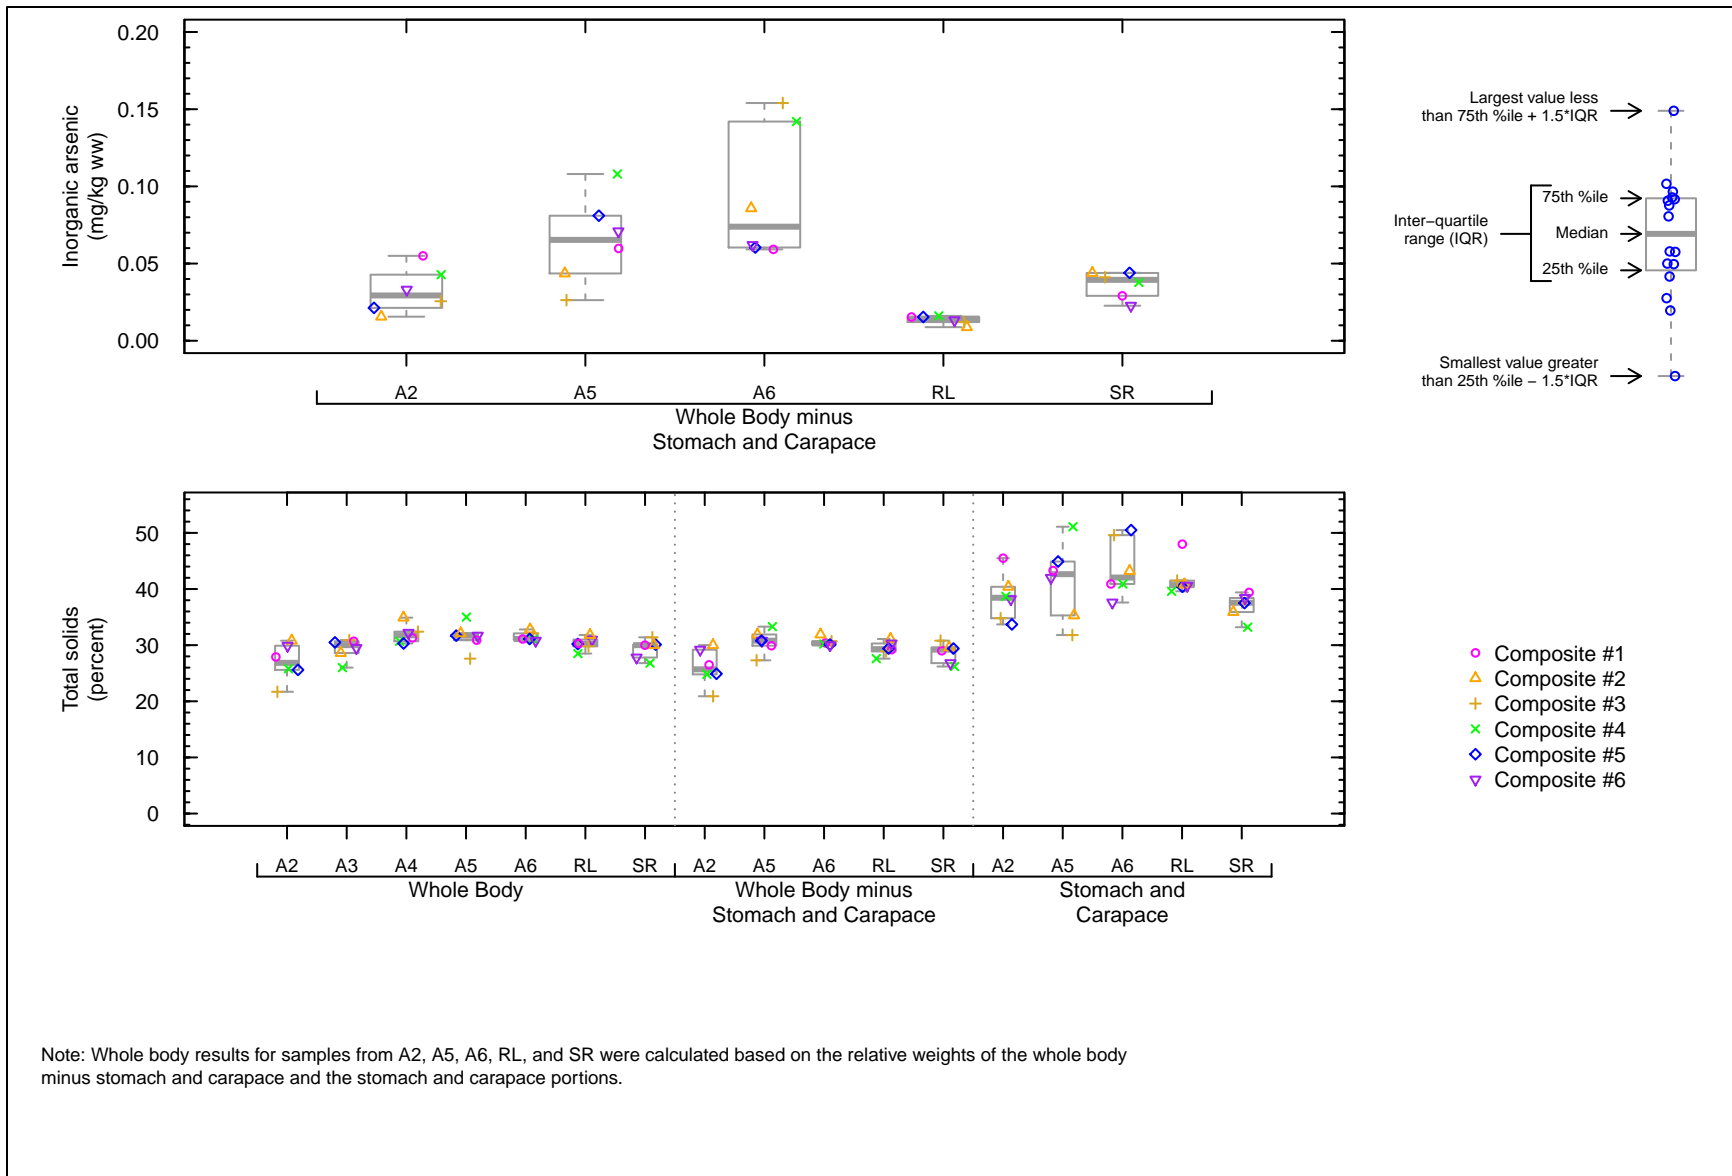 0.20
0.15
0.10
0.05
0.00
Inorganic arsenic
(mg/kg ww)
A2 A5 A6 RL SR
Whole Body minus
Stomach and Carapace
Largest value less
than 75th %ile + 1.5*IQR
75th %ile
Inter−quartile
range (IQR)
Median
25th %ile
Smallest value greater
than 25th %ile − 1.5*IQR
50
40
30
20
10
0
Total solids
(percent)
A2 A3 A4 A5 A6 RL SR A2 A5 A6 RL SR A2 A5 A6 RL SR
Whole Body
Whole Body minus
Stomach and Carapace
Stomach and
Carapace
Composite #1
Composite #2
Composite #3
Composite #4
Composite #5
Composite #6
Note: Whole body results for samples from A2, A5, A6, RL, and SR were calculated based on the relative weights of the whole body
minus stomach and carapace and the stomach and carapace portions.